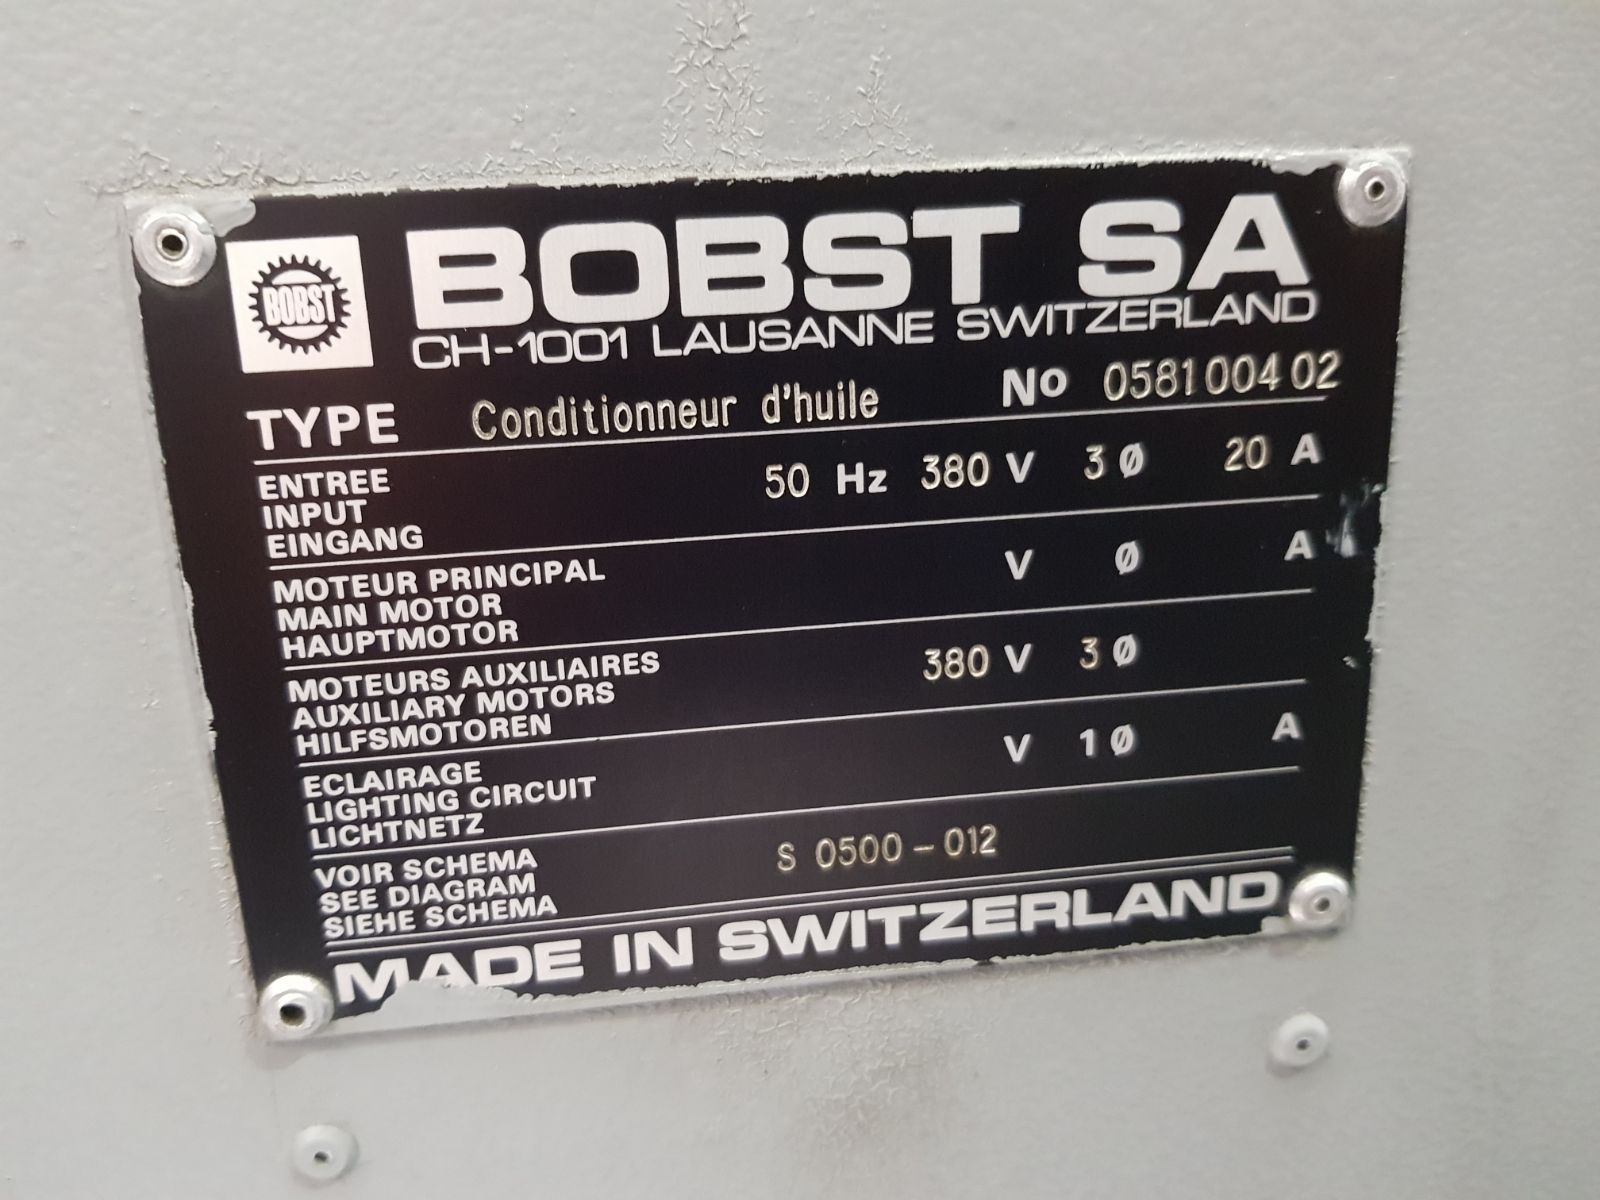 BOBST
BOBST SA
CH-1001 LAUSANNE SWITZERLAND
TYPE Conditionneur d'huile No 0581 004 02
ENTREE
INPUT 50 Hz 380 V 3 Ø 20 A
EINGANG
MOTEUR PRINCIPAL
MAIN MOTOR V Ø A
HAUPTMOTOR
MOTEURS AUXILIAIRES
AUXILIARY MOTORS 380 V 3 Ø
HILFSMOTOREN
ECLAIRAGE
LIGHTING CIRCUIT V 1 Ø A
LICHTNETZ
VOIR SCHEMA
SEE DIAGRAM S 0500-012
SIEHE SCHEMA
MADE IN SWITZERLAND